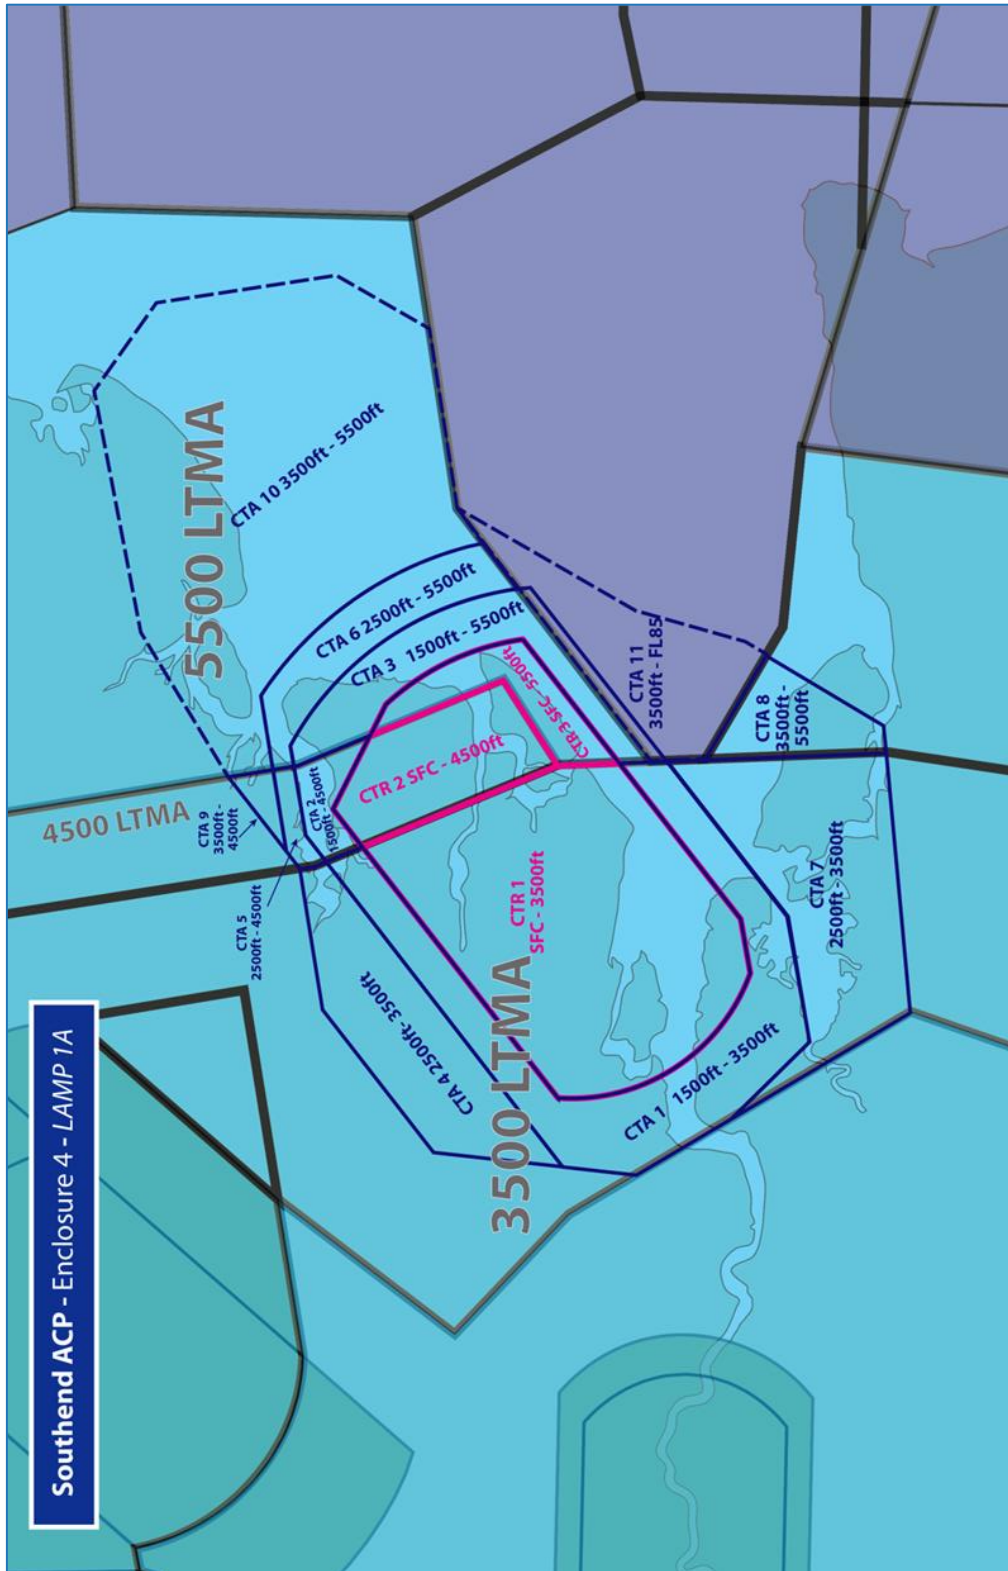 Southend ACP - Enclosure 4 - LAMP 1A
5500 LTMA
CTA 10 3500ft - 5500ft
4500 LTMA
CTA 9
3500ft -
4500ft
CTA 5
2500ft - 4500ft
CTA 2
1500ft - 4500ft
CTA 6 2500ft - 5500ft
CTA 3 1500ft - 5500ft
CTR 2 SFC - 4500ft
CTR 3 SFC - 5500ft
CTR 1
SFC - 3500ft
3500 LTMA
CTA 4 2500ft- 3500ft
CTA 1 1500ft - 3500ft
CTA 11
3500ft - FL85
CTA 8
3500ft -
5500ft
CTA 7
2500ft - 3500ft